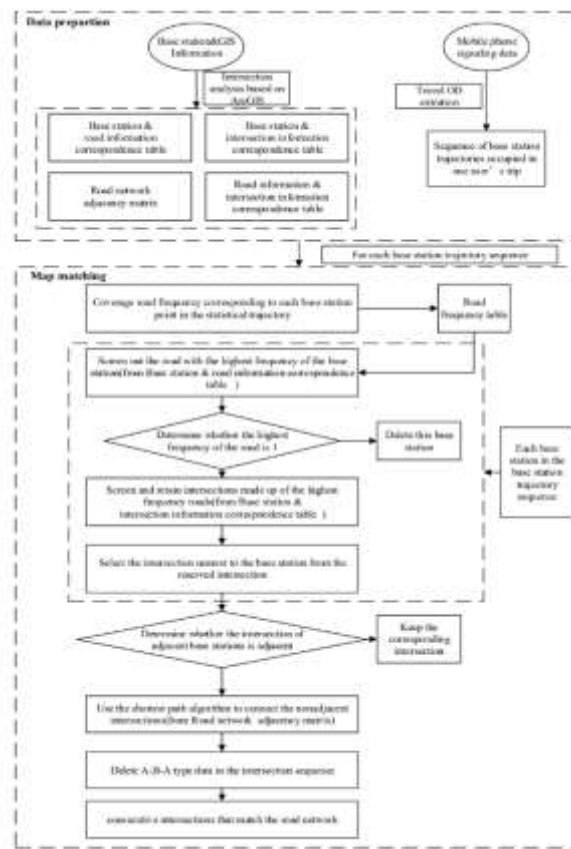 Data prepartion
Base station&GIS
Information
Mobile phone
signaling data
Intersection
analysis based on
ArcGIS
Travel OD
extration
Base station &
road information
correspondence table
Base station &
intersection information
correspondence table
Sequence of base station
trajectories occupied in
one user's trip
Road network
adjacency matrix
Road information &
intersection information
correspondence table
For each base station trajectory sequence
Map matching
Coverage road frequency corresponding to each base station
point in the statistical trajectory
Road
frequency table
Screen out the road with the highest frequency of the base
station(from Base station & road information correspondence
table )
Determine whether the highest
frequency of the road is 1
Delete this base
station
Each base
station in the
base station
trajectory
sequence
Screen and retain intersections made up of the highest
frequency roads(from Base station &
intersection information correspondence table )
Select the intersection nearest to the base station from the
reserved intersection
Determine whether the intersection of
adjacent base stations is adjacent
Keep the
corresponding
intersection
Use the shortest path algorithm to connect the nonadjacent
intersections(from Road network adjacency matrix)
Delete A-B-A type data in the intersection sequence
consecutive intersections that match the road network